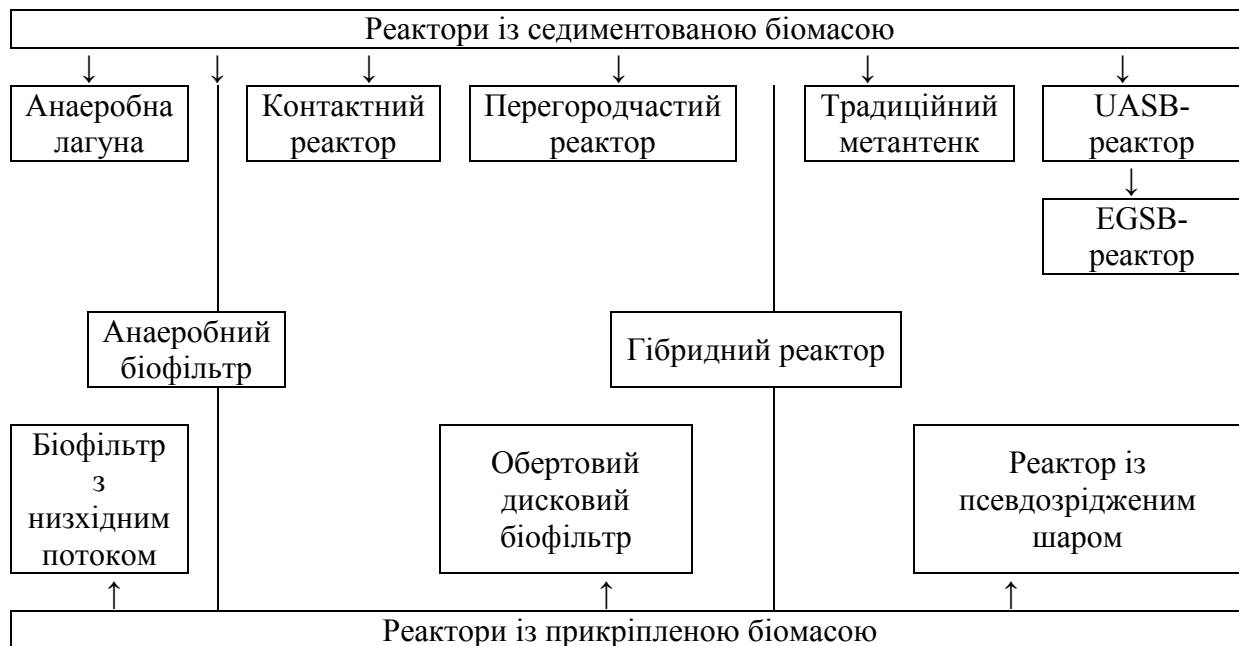 Реактори із седиментованою біомасою
↓ ↓ ↓ ↓ ↓ ↓
Анаеробна
лагуна
Контактний
реактор
Перегородчастий
реактор
Традиційний
метантенк
UASB-
реактор
↓
EGSB-
реактор
Анаеробний
біофільтр
Гібридний реактор
Біофільтр
з
низхідним
потоком
Обертовий
дисковий
біофільтр
Реактор із
псевдозрідженим
шаром
↑ ↑ ↑
Реактори із прикріпленою біомасою